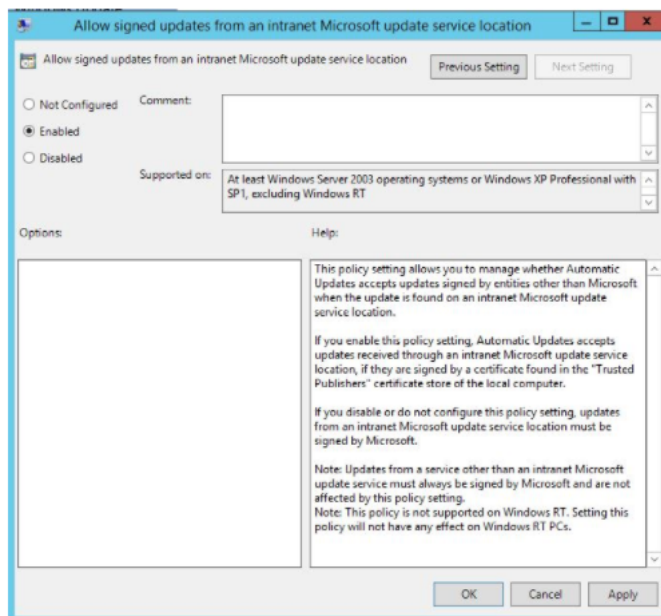 Allow signed updates from an intranet Microsoft update service location
Allow signed updates from an intranet Microsoft update service location
Previous Setting
Next Setting
Not Configured
Comment:
Enabled
Disabled
Supported on:
At least Windows Server 2003 operating systems or Windows XP Professional with
SP1, excluding Windows RT
Options:
Help:
This policy setting allows you to manage whether Automatic
Updates accepts updates signed by entities other than Microsoft
when the update is found on an intranet Microsoft update
service location.
If you enable this policy setting, Automatic Updates accepts
updates received through an intranet Microsoft update service
location, if they are signed by a certificate found in the "Trusted
Publishers" certificate store of the local computer.
If you disable or do not configure this policy setting, updates
from an intranet Microsoft update service location must be
signed by Microsoft.
Note: Updates from a service other than an intranet Microsoft
update service must always be signed by Microsoft and are not
affected by this policy setting.
Note: This policy is not supported on Windows RT. Setting this
policy will not have any effect on Windows RT PCs.
OK
Cancel
Apply